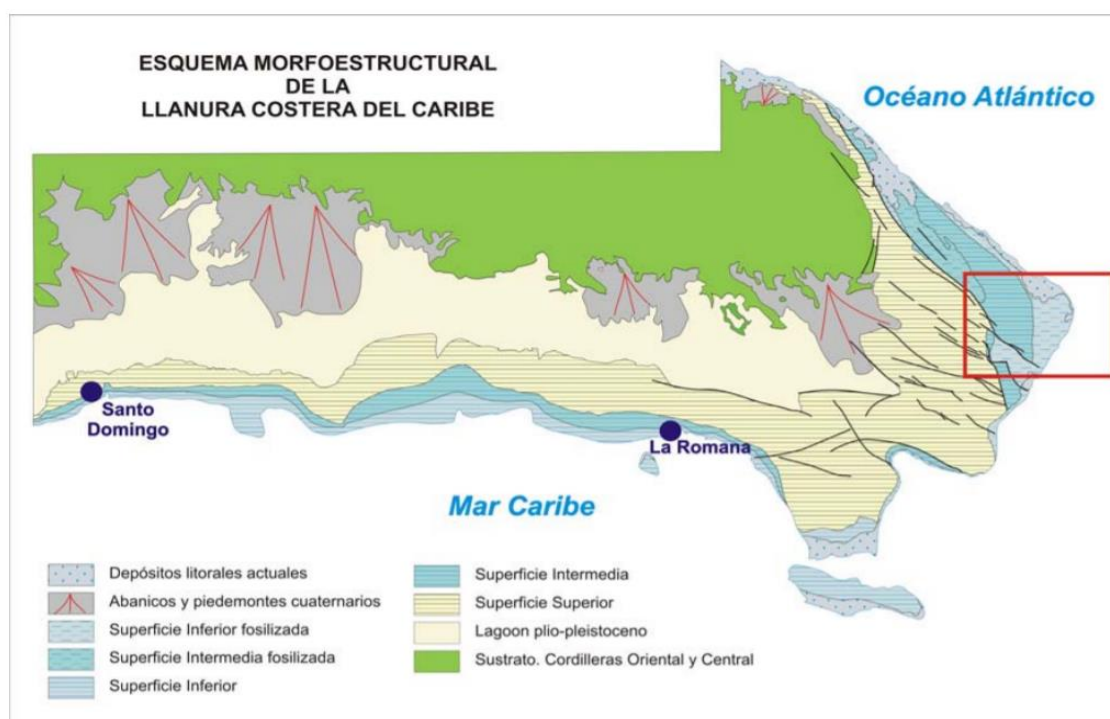 ESQUEMA MORFOESTRUCTURAL
DE LA
LLANURA COSTERA DEL CARIBE
Océano Atlántico
Santo
Domingo
La Romana
Mar Caribe
Depósitos litorales actuales
Abanicos y piedemontes cuaternarios
Superficie Inferior fosilizada
Superficie Intermedia fosilizada
Superficie Inferior
Superficie Intermedia
Superficie Superior
Lagoon plio-pleistoceno
Sustrato. Cordilleras Oriental y Central